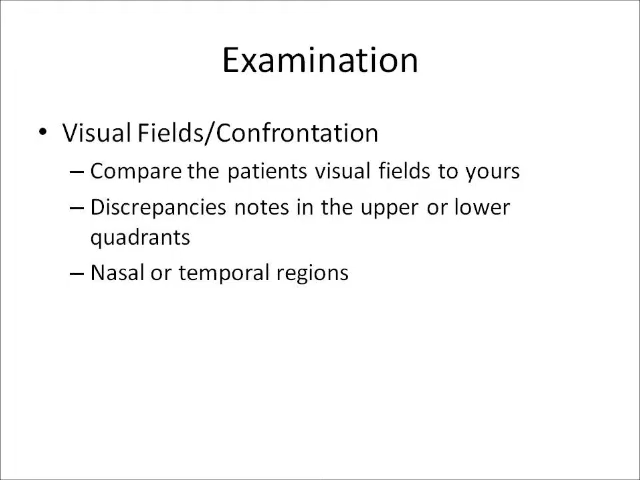 Examination
• Visual Fields/Confrontation
– Compare the patients visual fields to yours
– Discrepancies notes in the upper or lower
quadrants
– Nasal or temporal regions